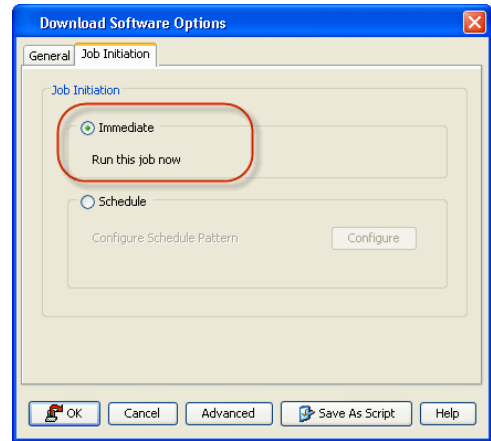 Download Software Options
General Job Initiation
Job Initiation
Immediate
Run this job now
Schedule
Configure Schedule Pattern Configure
OK Cancel Advanced Save As Script Help